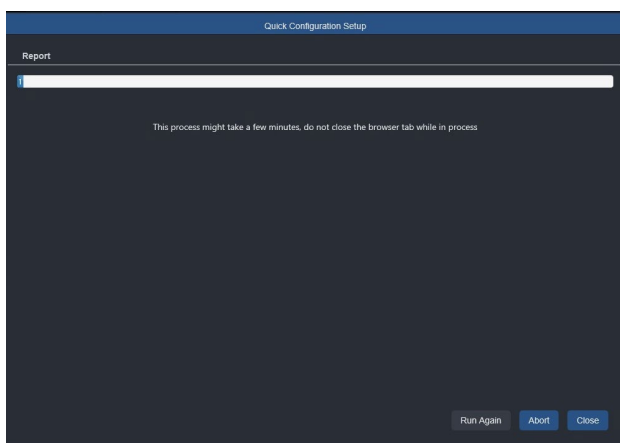 Quick Configuration Setup
Report
1
This process might take a few minutes, do not close the browser tab while in process
Run Again Abort Close